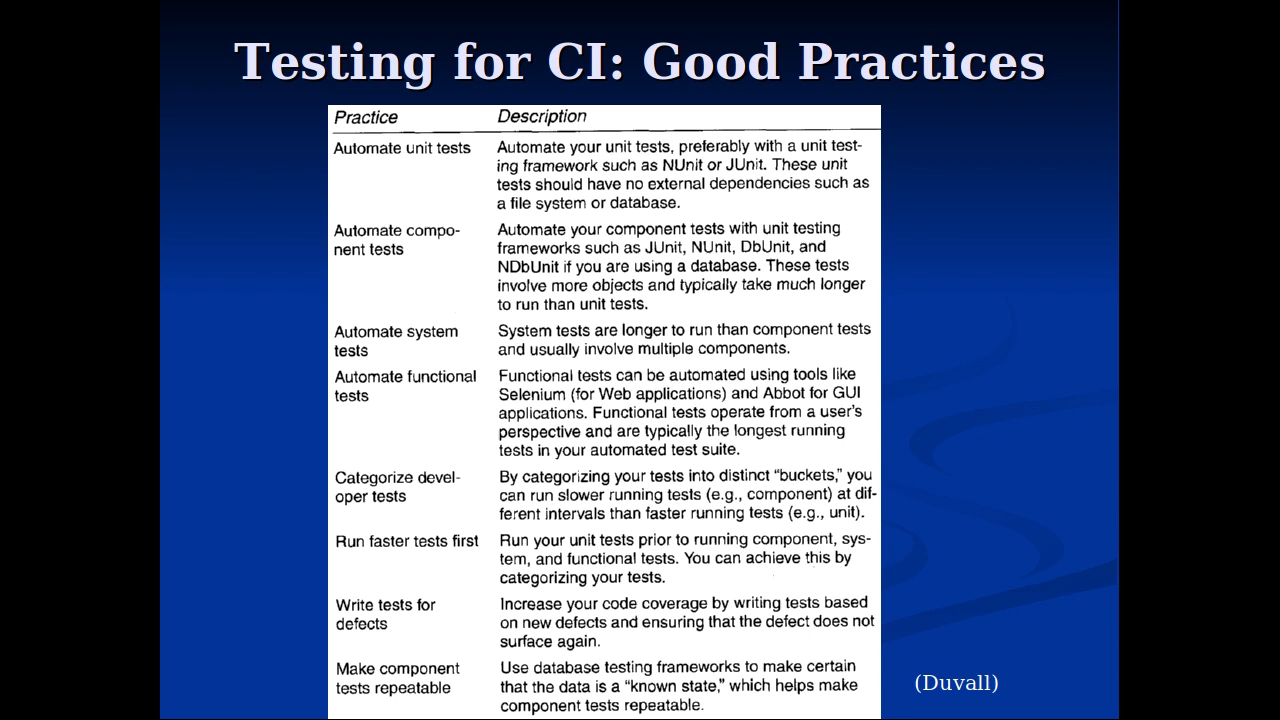 Testing for CI: Good Practices
Practice Description
Automate unit tests Automate your unit tests, preferably with a unit test-
ing framework such as NUnit or JUnit. These unit
tests should have no external dependencies such as
a file system or database.
Automate compo- Automate your component tests with unit testing
nent tests frameworks such as JUnit, NUnit, DbUnit, and
NDbUnit if you are using a database. These tests
involve more objects and typically take much longer
to run than unit tests.
Automate system System tests are longer to run than component tests
tests and usually involve multiple components.
Automate functional Functional tests can be automated using tools like
tests Selenium (for Web applications) and Abbot for GUI
applications. Functional tests operate from a user's
perspective and are typically the longest running
tests in your automated test suite.
Categorize devel- By categorizing your tests into distinct “buckets,” you
oper tests can run slower running tests (e.g., component) at dif-
ferent intervals than faster running tests (e.g., unit).
Run faster tests first Run your unit tests prior to running component, sys-
tem, and functional tests. You can achieve this by
categorizing your tests.
Write tests for Increase your code coverage by writing tests based
defects on new defects and ensuring that the defect does not
surface again.
Make component Use database testing frameworks to make certain
tests repeatable that the data is a “known state,” which helps make
component tests repeatable.
(Duvall)